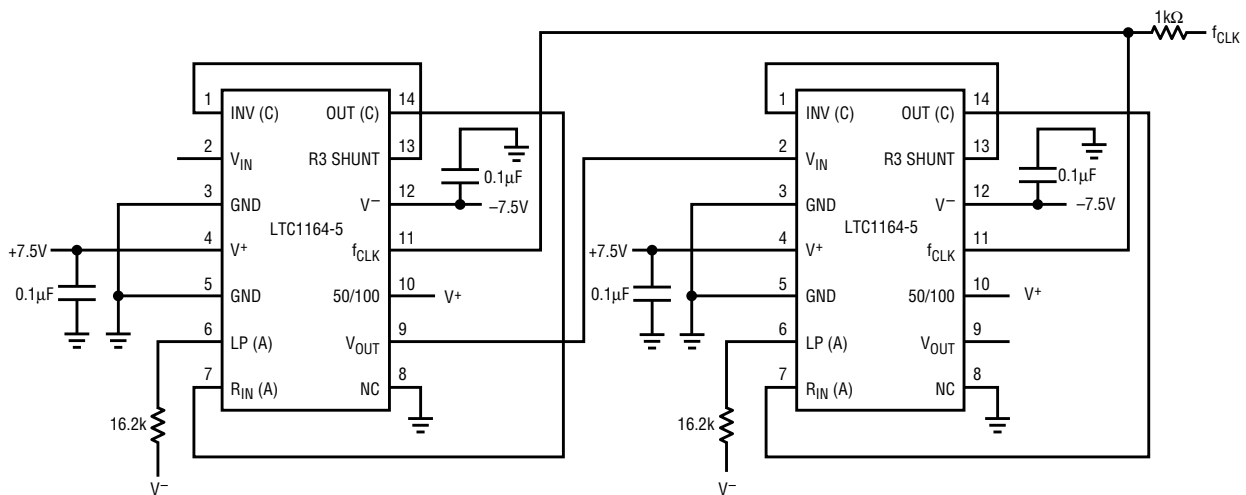 1kΩ
fCLK
1
INV (C)
OUT (C)
14
2
VIN
R3 SHUNT
13
0.1µF
3
GND
V–
12
–7.5V
LTC1164-5
+7.5V
4
V+
fCLK
11
0.1µF
5
GND
50/100
10
V+
6
LP (A)
VOUT
9
7
RIN (A)
NC
8
16.2k
V–
1
INV (C)
OUT (C)
14
2
VIN
R3 SHUNT
13
0.1µF
3
GND
V–
12
–7.5V
LTC1164-5
+7.5V
4
V+
fCLK
11
0.1µF
5
GND
50/100
10
V+
6
LP (A)
VOUT
9
7
RIN (A)
NC
8
16.2k
V–